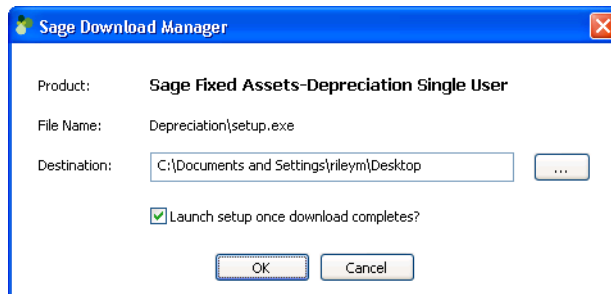 Sage Download Manager
Product: Sage Fixed Assets-Depreciation Single User
File Name: Depreciation\setup.exe
Destination: C:\Documents and Settings\rileym\Desktop ...
Launch setup once download completes?
OK Cancel